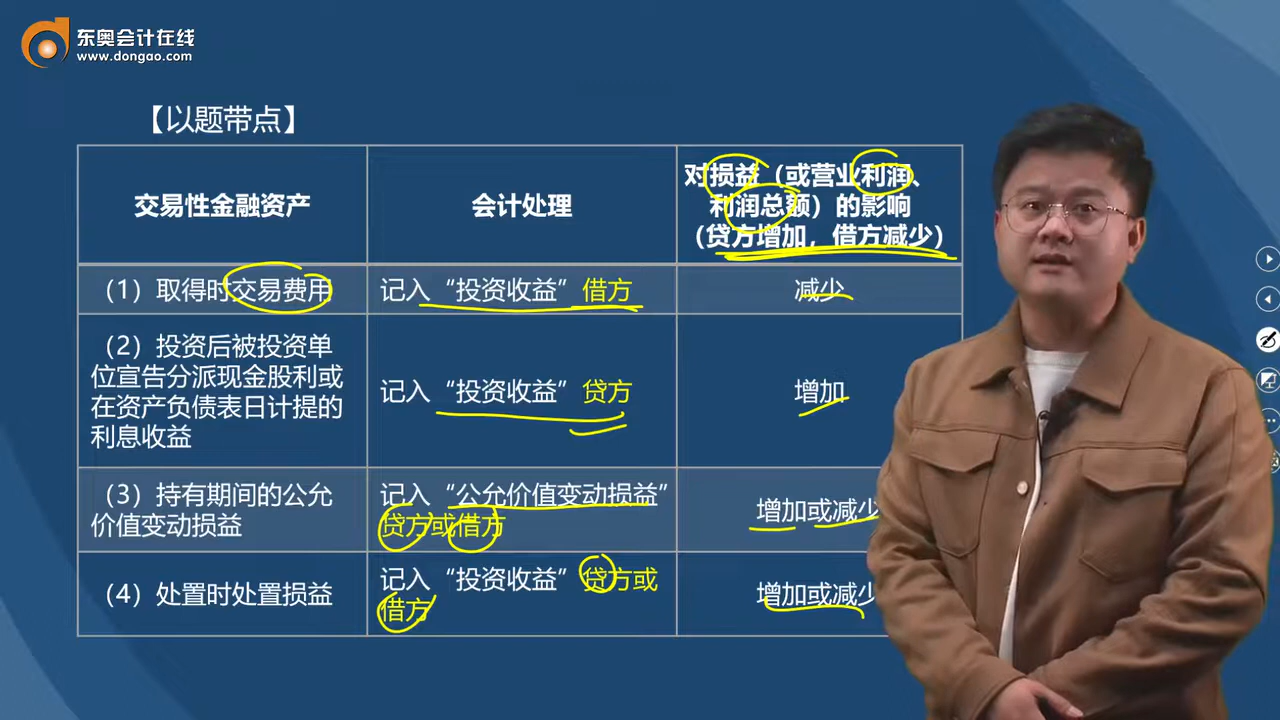 东奥会计在线
www.dongao.com
【以题带点】
交易性金融资产
会计处理
对损益（或营业利润、
利润总额）的影响
（贷方增加，借方减少）
（1）取得时交易费用
记入“投资收益”借方
减少
（2）投资后被投资单
位宣告分派现金股利或
在资产负债表日计提的
利息收益
记入“投资收益”贷方
增加
（3）持有期间的公允
价值变动损益
记入“公允价值变动损益”
贷方或借方
增加或减少
（4）处置时处置损益
记入“投资收益”贷方或
借方
增加或减少